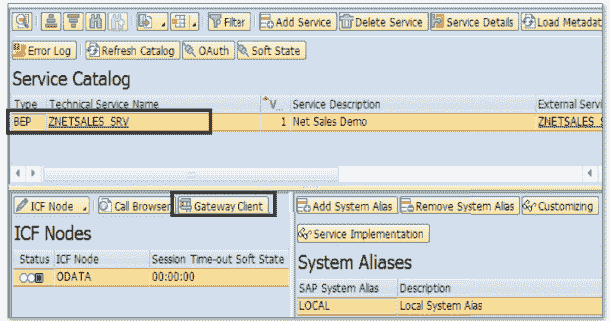 Filter Add Service Delete Service Service Details Load Metadat
Error Log Refresh Catalog OAuth Soft State
Service Catalog
Type Technical Service Name V... Service Description External Servi
BEP ZNETSALES_SRV 1 Net Sales Demo ZNETSALES_S
ICF Node Call Browser Gateway Client
ICF Nodes
Status ICF Node Session Time-out Soft State
ODATA 00:00:00
Add System Alias Remove System Alias Customizing
Service Implementation
System Aliases
SAP System Alias Description
LOCAL Local System Alias